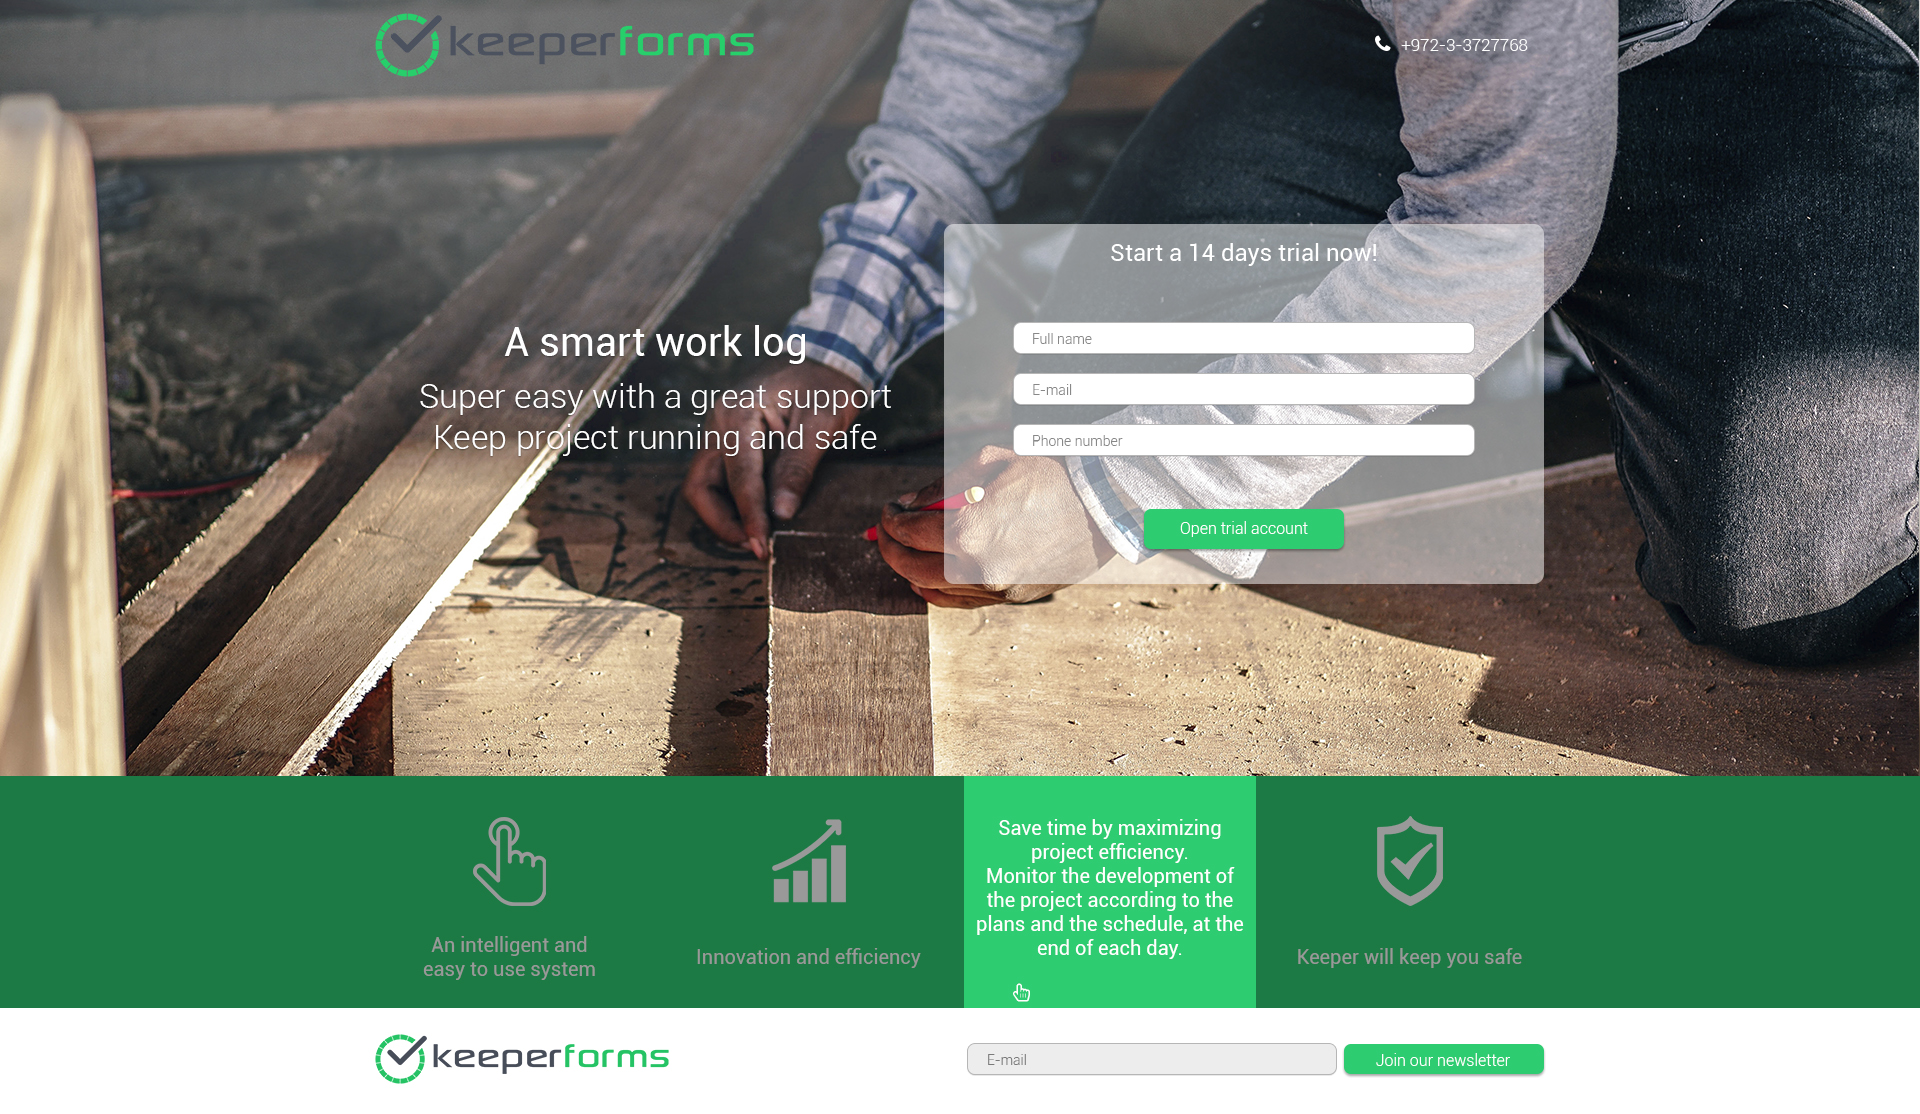 keeperforms
+972-3-3727768
Start a 14 days trial now!
A smart work log
Super easy with a great support
Keep project running and safe
Full name
E-mail
Phone number
Open trial account
An intelligent and
easy to use system
Innovation and efficiency
Save time by maximizing
project efficiency.
Monitor the development of
the project according to the
plans and the schedule, at the
end of each day.
Keeper will keep you safe
keeperforms
E-mail
Join our newsletter